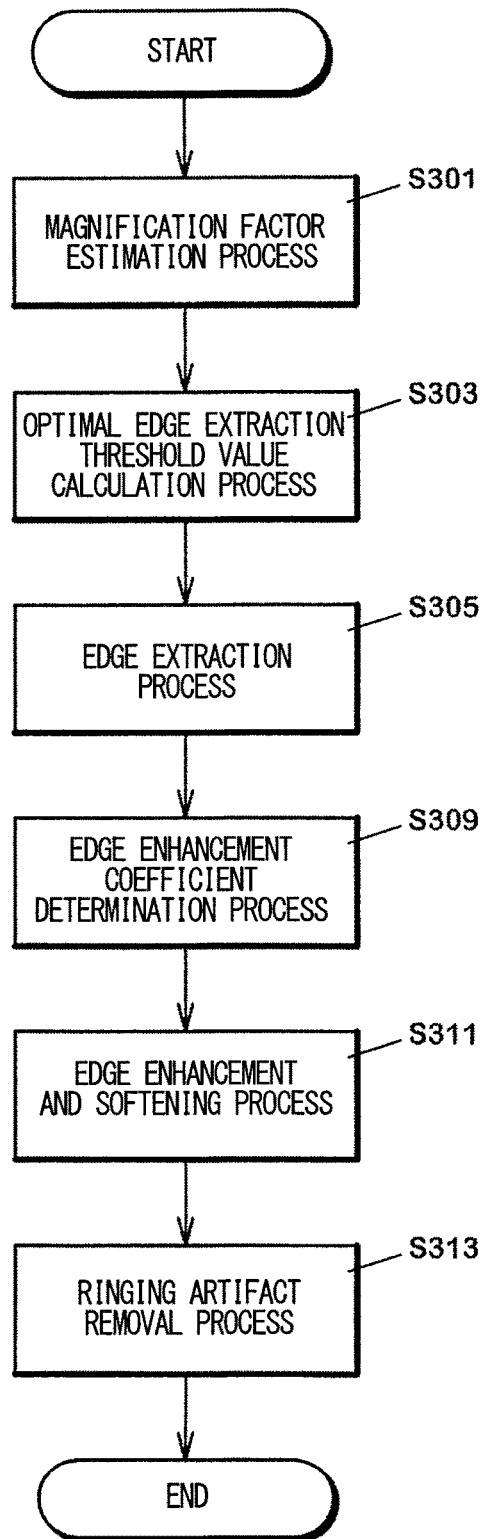 START
S301
MAGNIFICATION FACTOR
ESTIMATION PROCESS
S303
OPTIMAL EDGE EXTRACTION
THRESHOLD VALUE
CALCULATION PROCESS
S305
EDGE EXTRACTION
PROCESS
S309
EDGE ENHANCEMENT
COEFFICIENT
DETERMINATION PROCESS
S311
EDGE ENHANCEMENT
AND SOFTENING PROCESS
S313
RINGING ARTIFACT
REMOVAL PROCESS
END